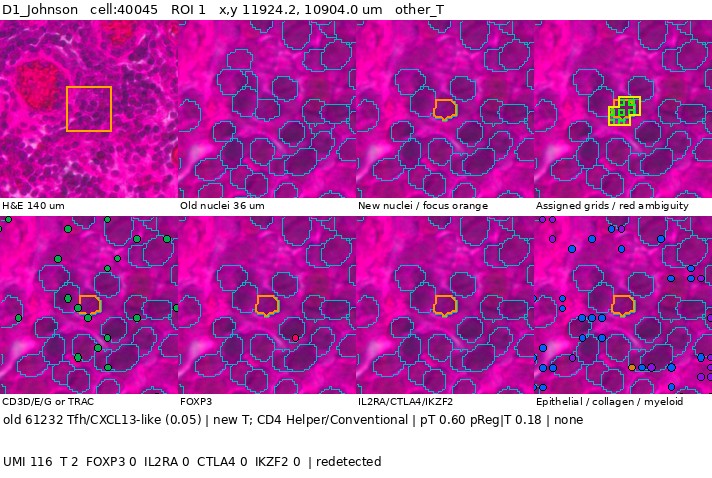 D1_Johnson   cell:40045   ROI 1   x,y 11924.2, 10904.0 um   other_T
H&E 140 um
Old nuclei 36 um
New nuclei / focus orange
Assigned grids / red ambiguity
CD3D/E/G or TRAC
FOXP3
IL2RA/CTLA4/IKZF2
Epithelial / collagen / myeloid
old 61232 Tfh/CXCL13-like (0.05) | new T; CD4 Helper/Conventional | pT 0.60 pReg|T 0.18 | none
UMI 116  T 2  FOXP3 0  IL2RA 0  CTLA4 0  IKZF2 0  | redetected